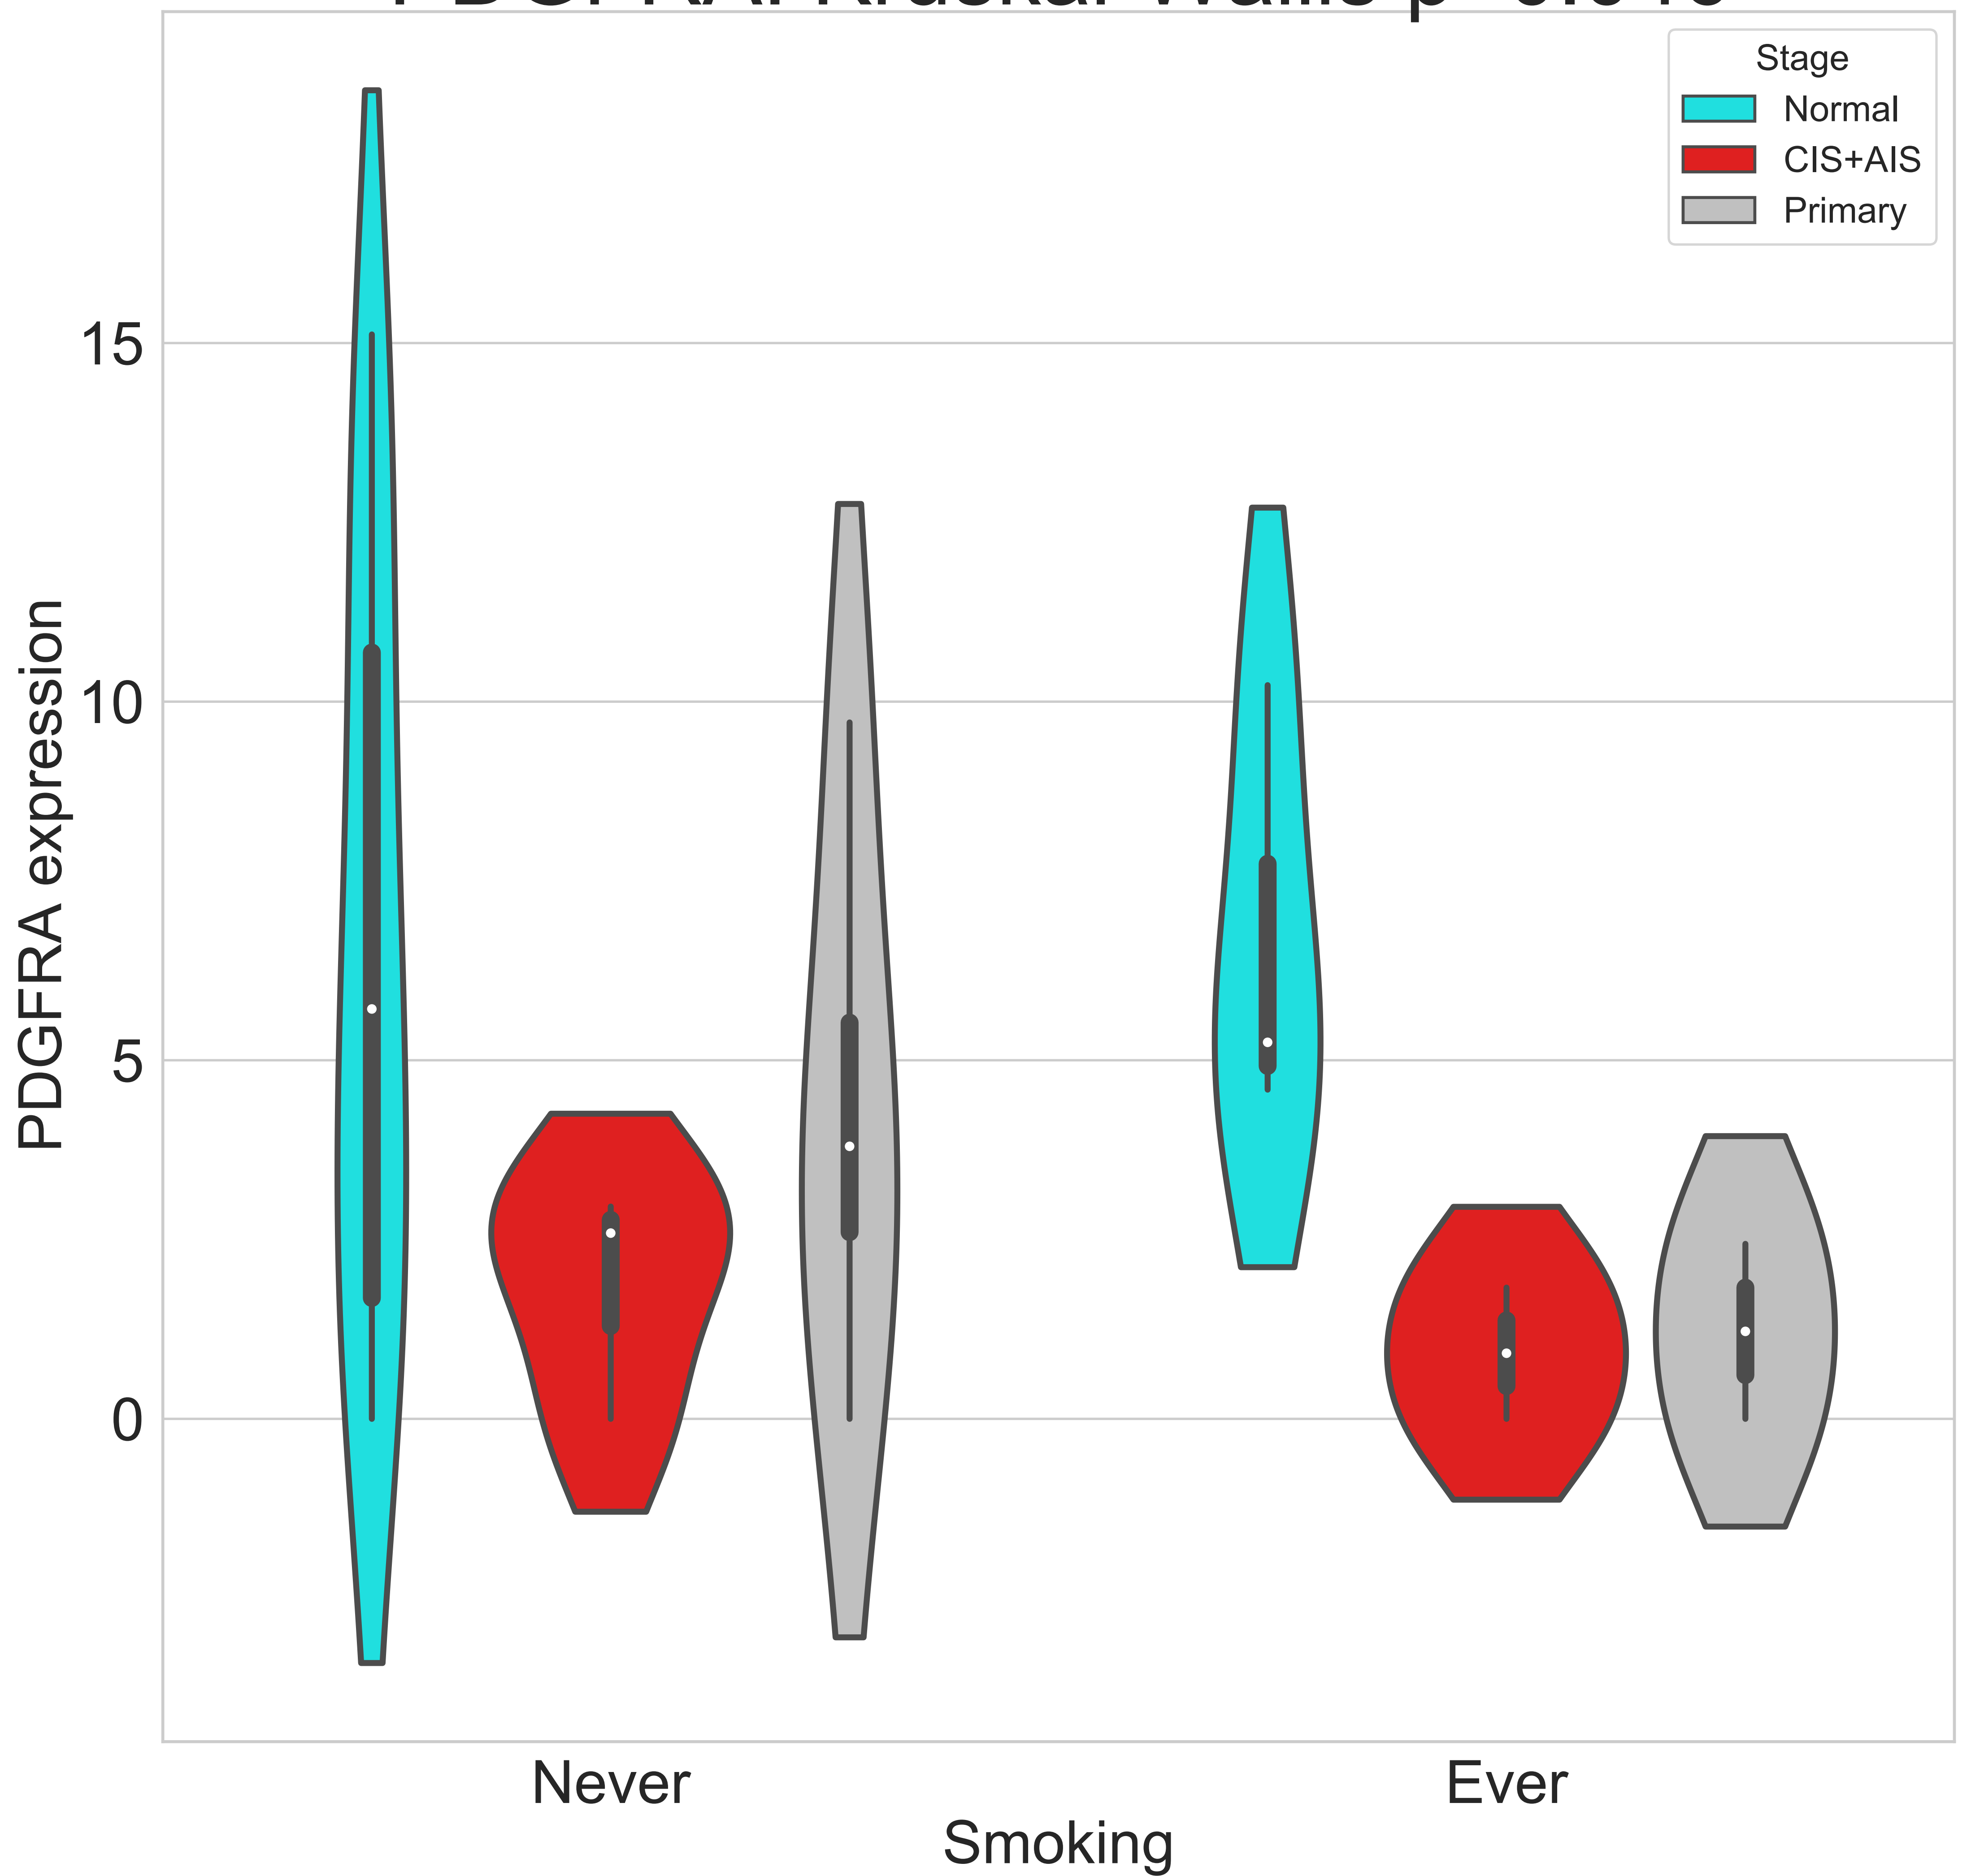 Stage
Normal
CIS+AIS
Primary
15
10
5
0
PDGFRA expression
Never
Ever
Smoking